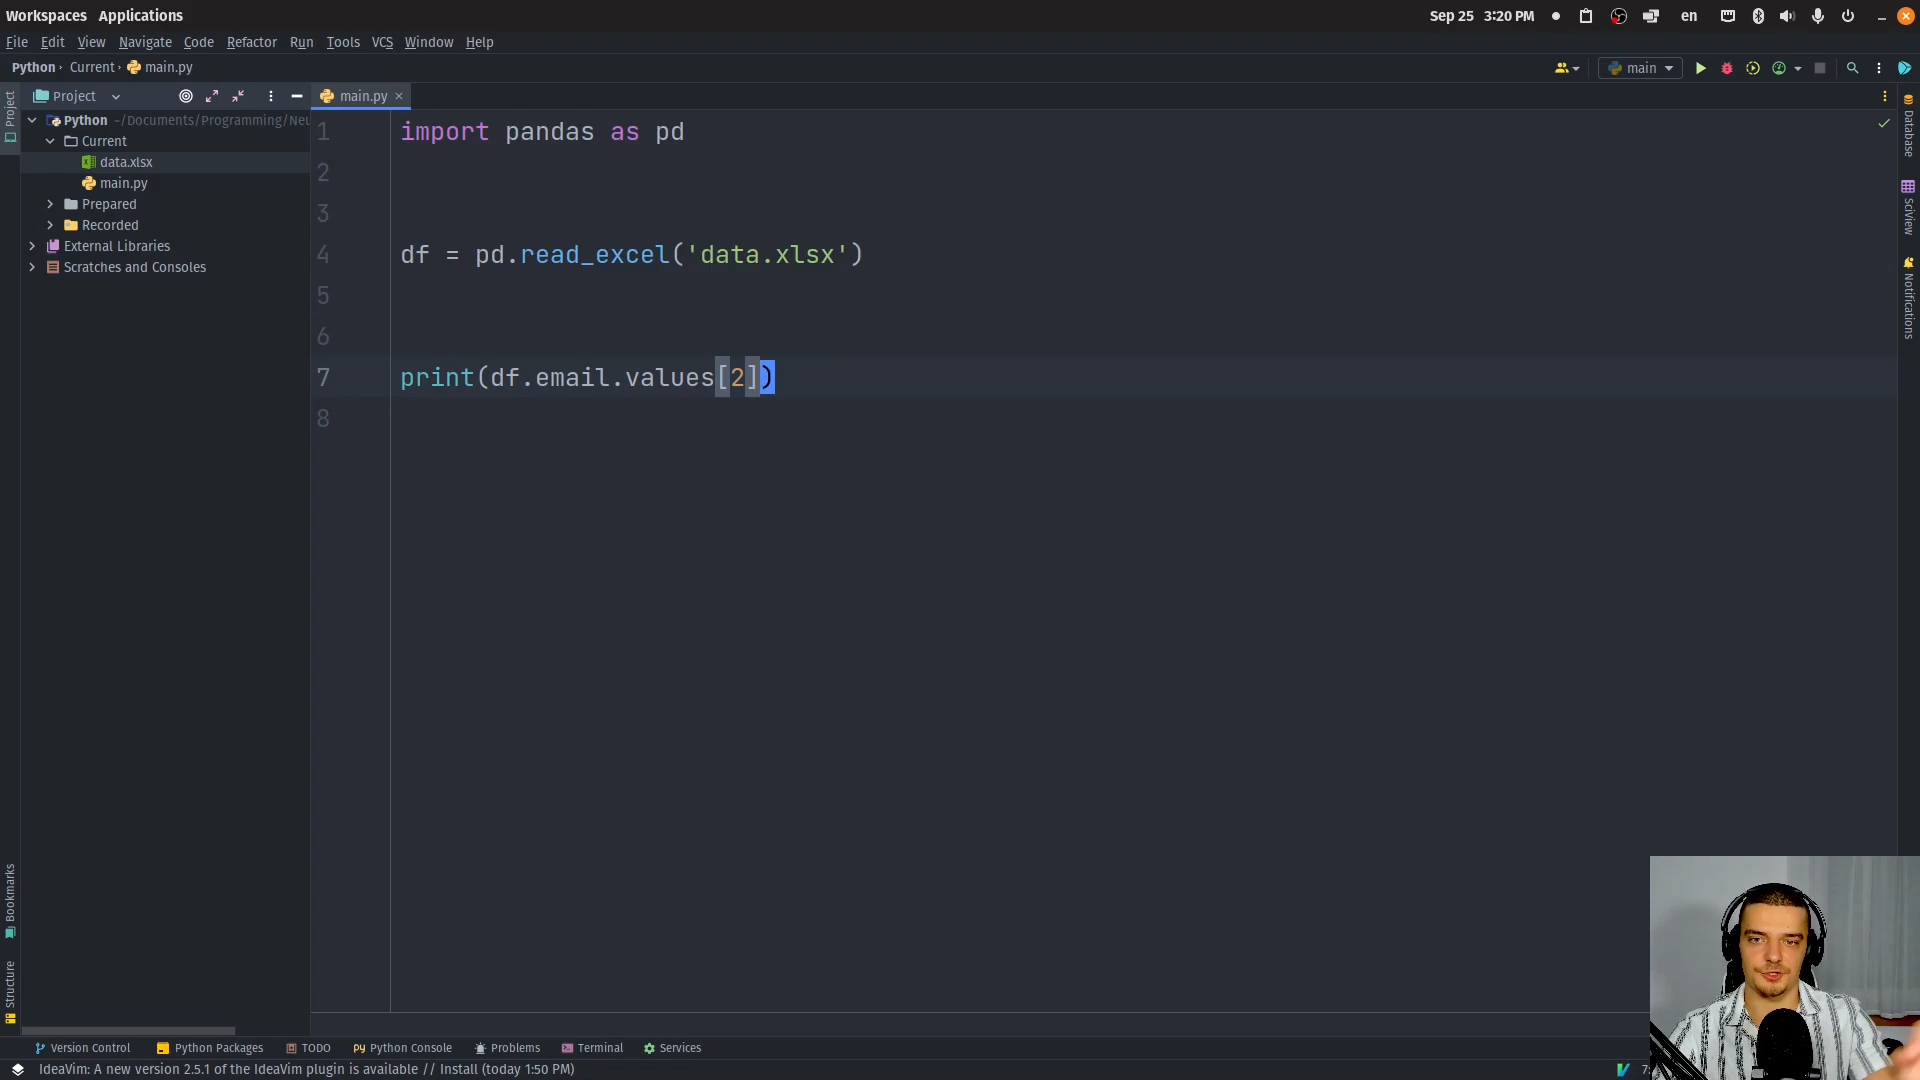 Workspaces Applications
Sep 25 3:20 PM
en
File Edit View Navigate Code Refactor Run Tools VCS Window Help
Python Current main.py
main
Project
main.py
Project
Python ~/Documents/Programming/Neu
Current
data.xlsx
main.py
Prepared
Recorded
External Libraries
Scratches and Consoles
1 import pandas as pd
2
3
4 df = pd.read_excel('data.xlsx')
5
6
7 print(df.email.values[2])
8
Database
SciView
Notifications
Bookmarks
Structure
Version Control Python Packages TODO Python Console Problems Terminal Services
IdeaVim: A new version 2.5.1 of the IdeaVim plugin is available // Install (today 1:50 PM)